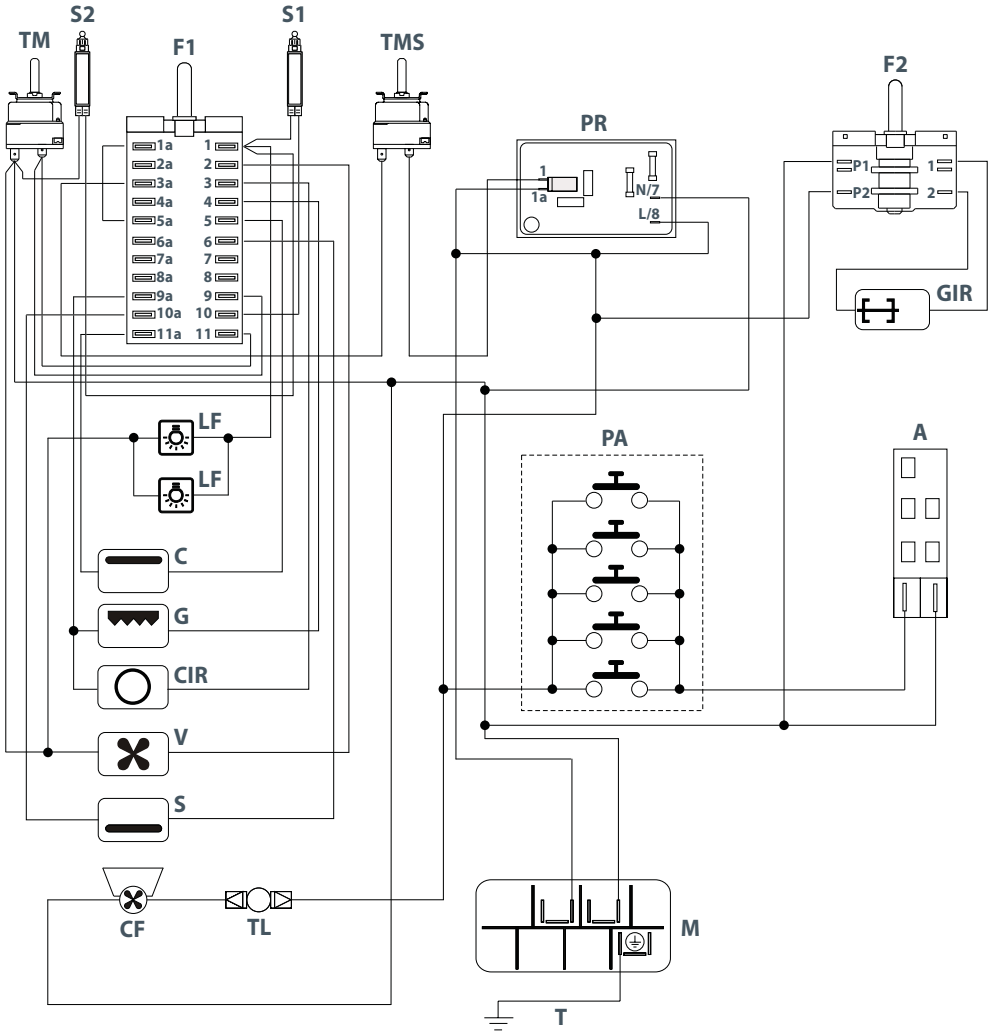 S2
S1
TM
F1
TMS
F2
PR
1a 1
2a 2
3a 3
4a 4
5a 5
6a 6
7a 7
8a 8
9a 9
10a 10
11a 11
1
1a
N/7
L/8
P1 1
P2 2
GIR
LF
LF
PA
A
C
G
CIR
V
S
CF
TL
M
T